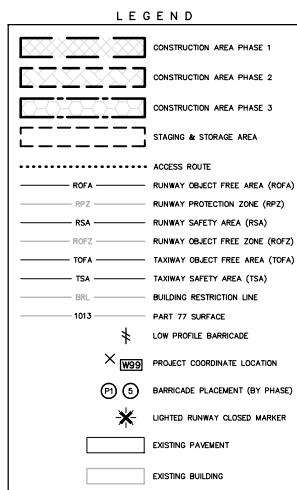 LEGEND
CONSTRUCTION AREA PHASE 1
CONSTRUCTION AREA PHASE 2
CONSTRUCTION AREA PHASE 3
STAGING & STORAGE AREA
ACCESS ROUTE
ROFA RUNWAY OBJECT FREE AREA (ROFA)
RPZ RUNWAY PROTECTION ZONE (RPZ)
RSA RUNWAY SAFETY AREA (RSA)
ROFZ RUNWAY OBJECT FREE ZONE (ROFZ)
TOFA TAXIWAY OBJECT FREE AREA (TOFA)
TSA TAXIWAY SAFETY AREA (TSA)
BRL BUILDING RESTRICTION LINE
1013 PART 77 SURFACE
LOW PROFILE BARRICADE
W99 PROJECT COORDINATE LOCATION
P1 5 BARRICADE PLACEMENT (BY PHASE)
LIGHTED RUNWAY CLOSED MARKER
EXISTING PAVEMENT
EXISTING BUILDING